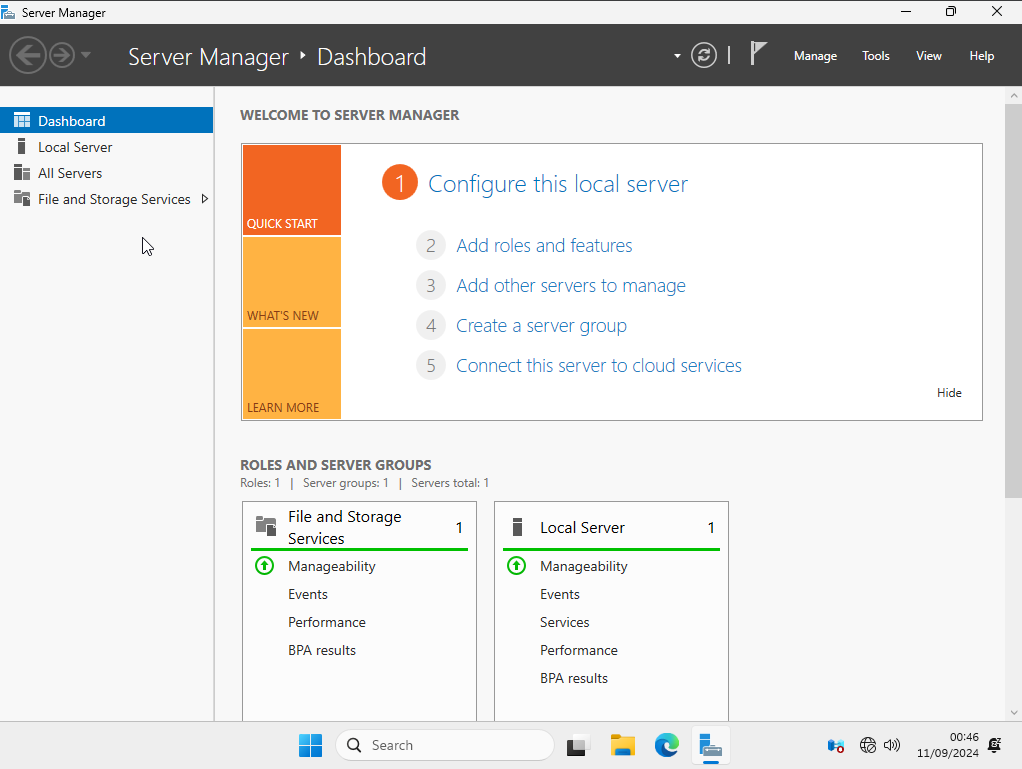 Server Manager
Server Manager ‣ Dashboard
Manage
Tools
View
Help
Dashboard
Local Server
All Servers
File and Storage Services
WELCOME TO SERVER MANAGER
QUICK START
WHAT'S NEW
LEARN MORE
1 Configure this local server
2 Add roles and features
3 Add other servers to manage
4 Create a server group
5 Connect this server to cloud services
Hide
ROLES AND SERVER GROUPS
Roles: 1 | Server groups: 1 | Servers total: 1
File and Storage
Services
1
Manageability
Events
Performance
BPA results
Local Server
1
Manageability
Events
Services
Performance
BPA results
Search
00:46
11/09/2024